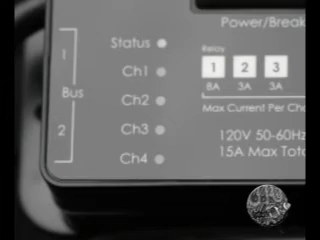 Power/Break
Status
Relay
1
Ch1
1 2 3
8A 3A 3A
Bus
Ch2
Max Current Per Cha
2
Ch3
120V 50-60Hz
15A Max Tota
Ch4